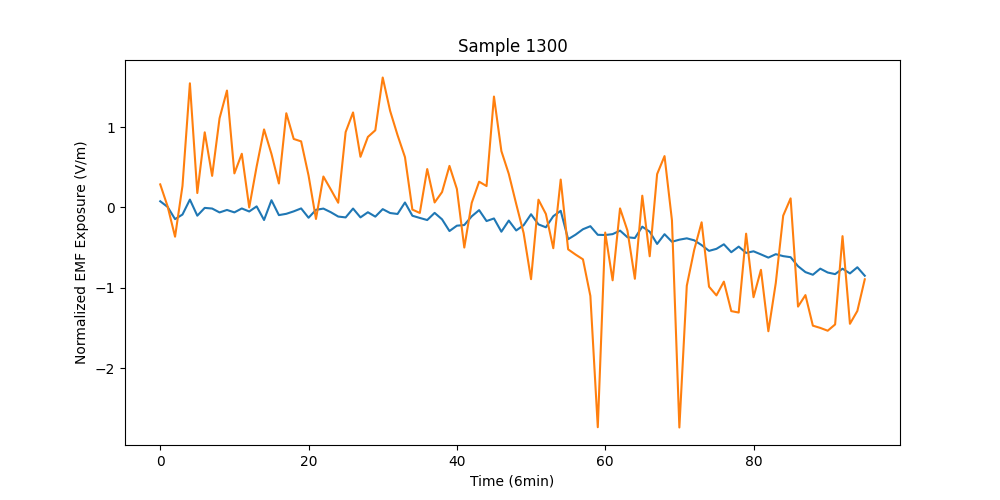 Sample 1300
Normalized EMF Exposure (V/m)
1
0
−1
−2
0 20 40 60 80
Time (6min)